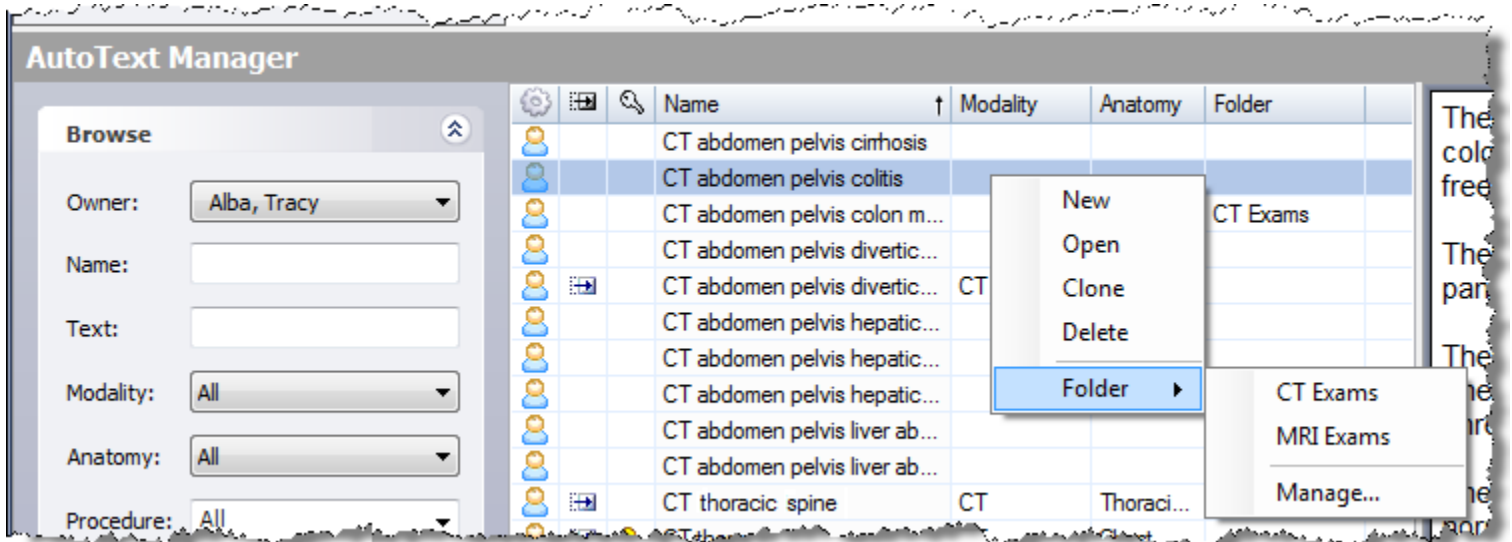 AutoText Manager
Browse
Owner: Alba, Tracy
Name:
Text:
Modality: All
Anatomy: All
Procedure: All
Name Modality Anatomy Folder
CT abdomen pelvis cirrhosis
CT abdomen pelvis colitis
CT abdomen pelvis colon m... CT Exams
CT abdomen pelvis divertic...
CT abdomen pelvis divertic... CT
CT abdomen pelvis hepatic...
CT abdomen pelvis hepatic...
CT abdomen pelvis hepatic...
CT abdomen pelvis liver ab...
CT abdomen pelvis liver ab...
CT thoracic spine CT Thoraci...
New
Open
Clone
Delete
Folder
CT Exams
MRI Exams
Manage...
The
free
The
The